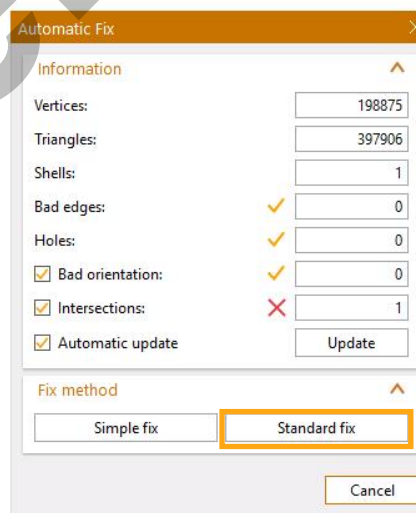 Automatic Fix
Information
Vertices: 198875
Triangles: 397906
Shells: 1
Bad edges: 0
Holes: 0
Bad orientation: 0
Intersections: 1
Automatic update Update
Fix method
Simple fix Standard fix
Cancel